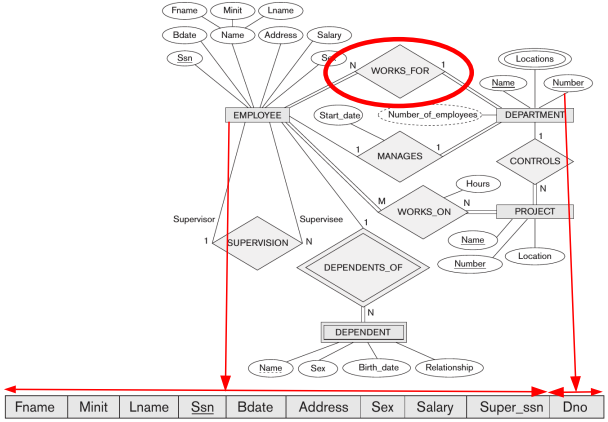 Fname Minit Lname
Bdate Name Address Salary
Ssn Sex
N WORKS_FOR 1
Locations
Name Number
EMPLOYEE
Start_date
Number_of_employees
DEPARTMENT
1 MANAGES 1
1
CONTROLS
N
Hours
M WORKS_ON N
PROJECT
Supervisor Supervisee
1 SUPERVISION N
1
Name
Number
Location
DEPENDENTS_OF
N
DEPENDENT
Name Sex Birth_date Relationship
Fname Minit Lname Ssn Bdate Address Sex Salary Super_ssn Dno